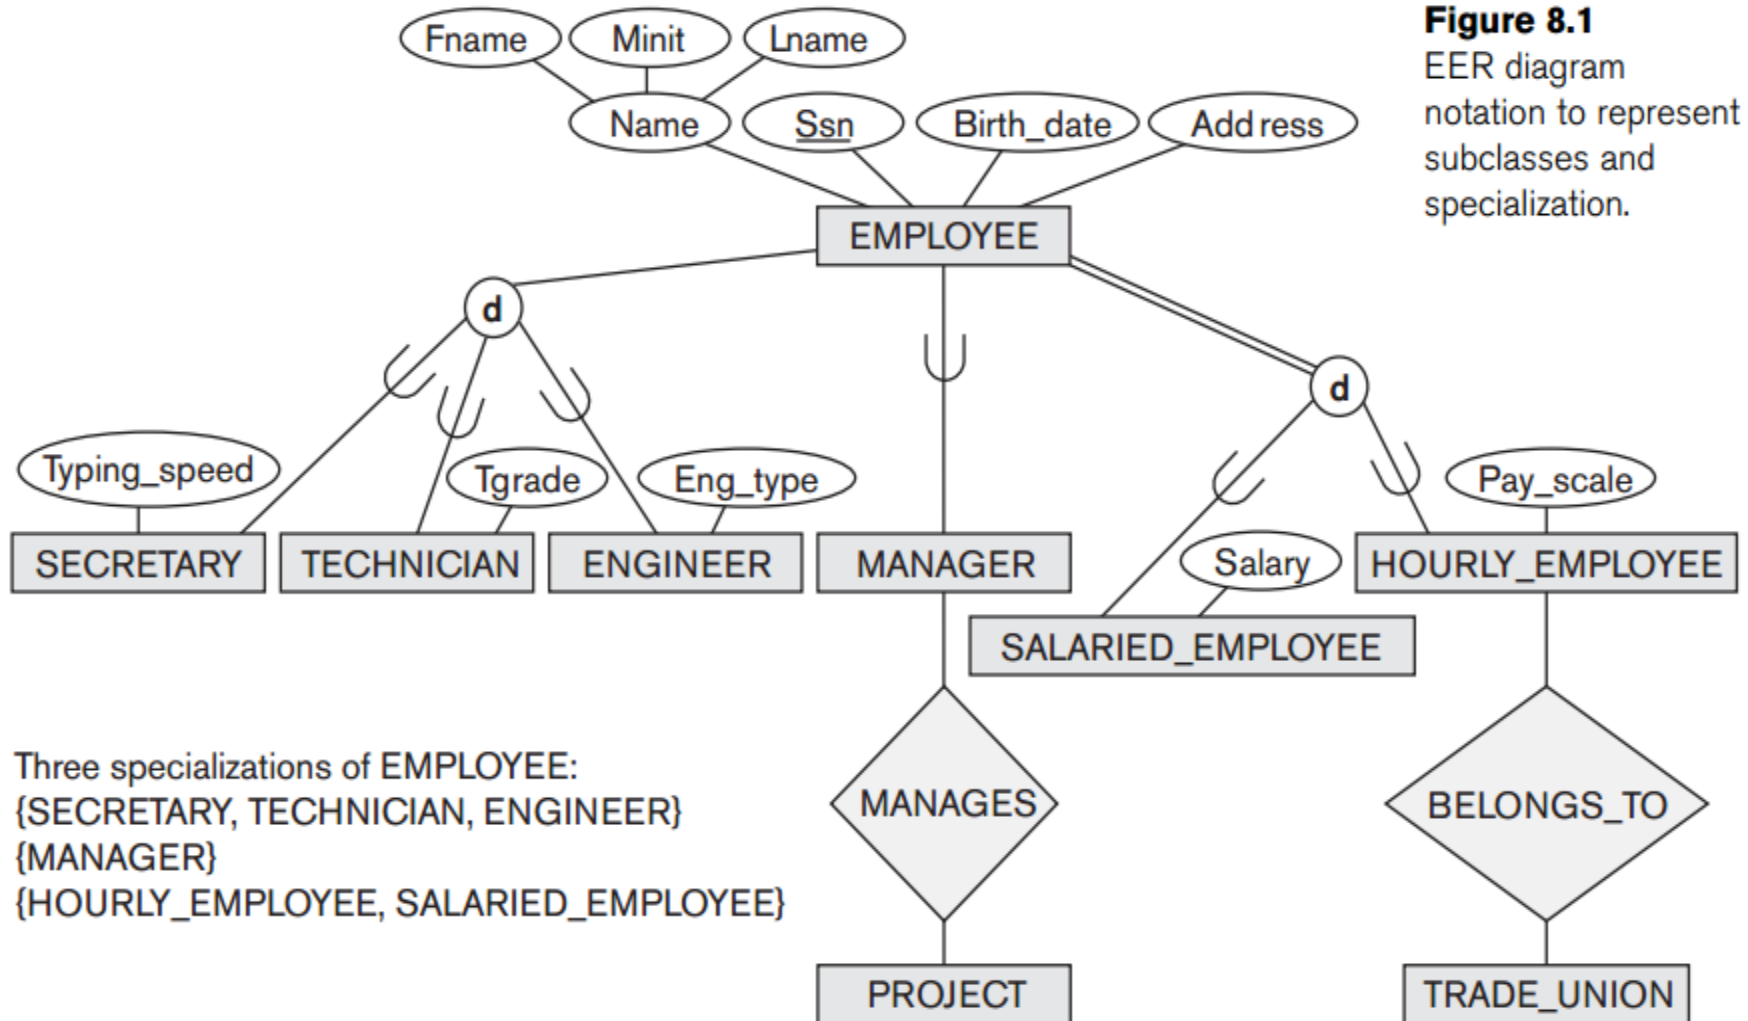 Figure 8.1
EER diagram
notation to represent
subclasses and
specialization.
Fname
Minit
Lname
Name
Ssn
Birth_date
Add ress
EMPLOYEE
d
d
Typing_speed
Tgrade
Eng_type
Pay_scale
SECRETARY
TECHNICIAN
ENGINEER
MANAGER
Salary
HOURLY_EMPLOYEE
SALARIED_EMPLOYEE
Three specializations of EMPLOYEE:
{SECRETARY, TECHNICIAN, ENGINEER}
{MANAGER}
{HOURLY_EMPLOYEE, SALARIED_EMPLOYEE}
MANAGES
BELONGS_TO
PROJECT
TRADE_UNION